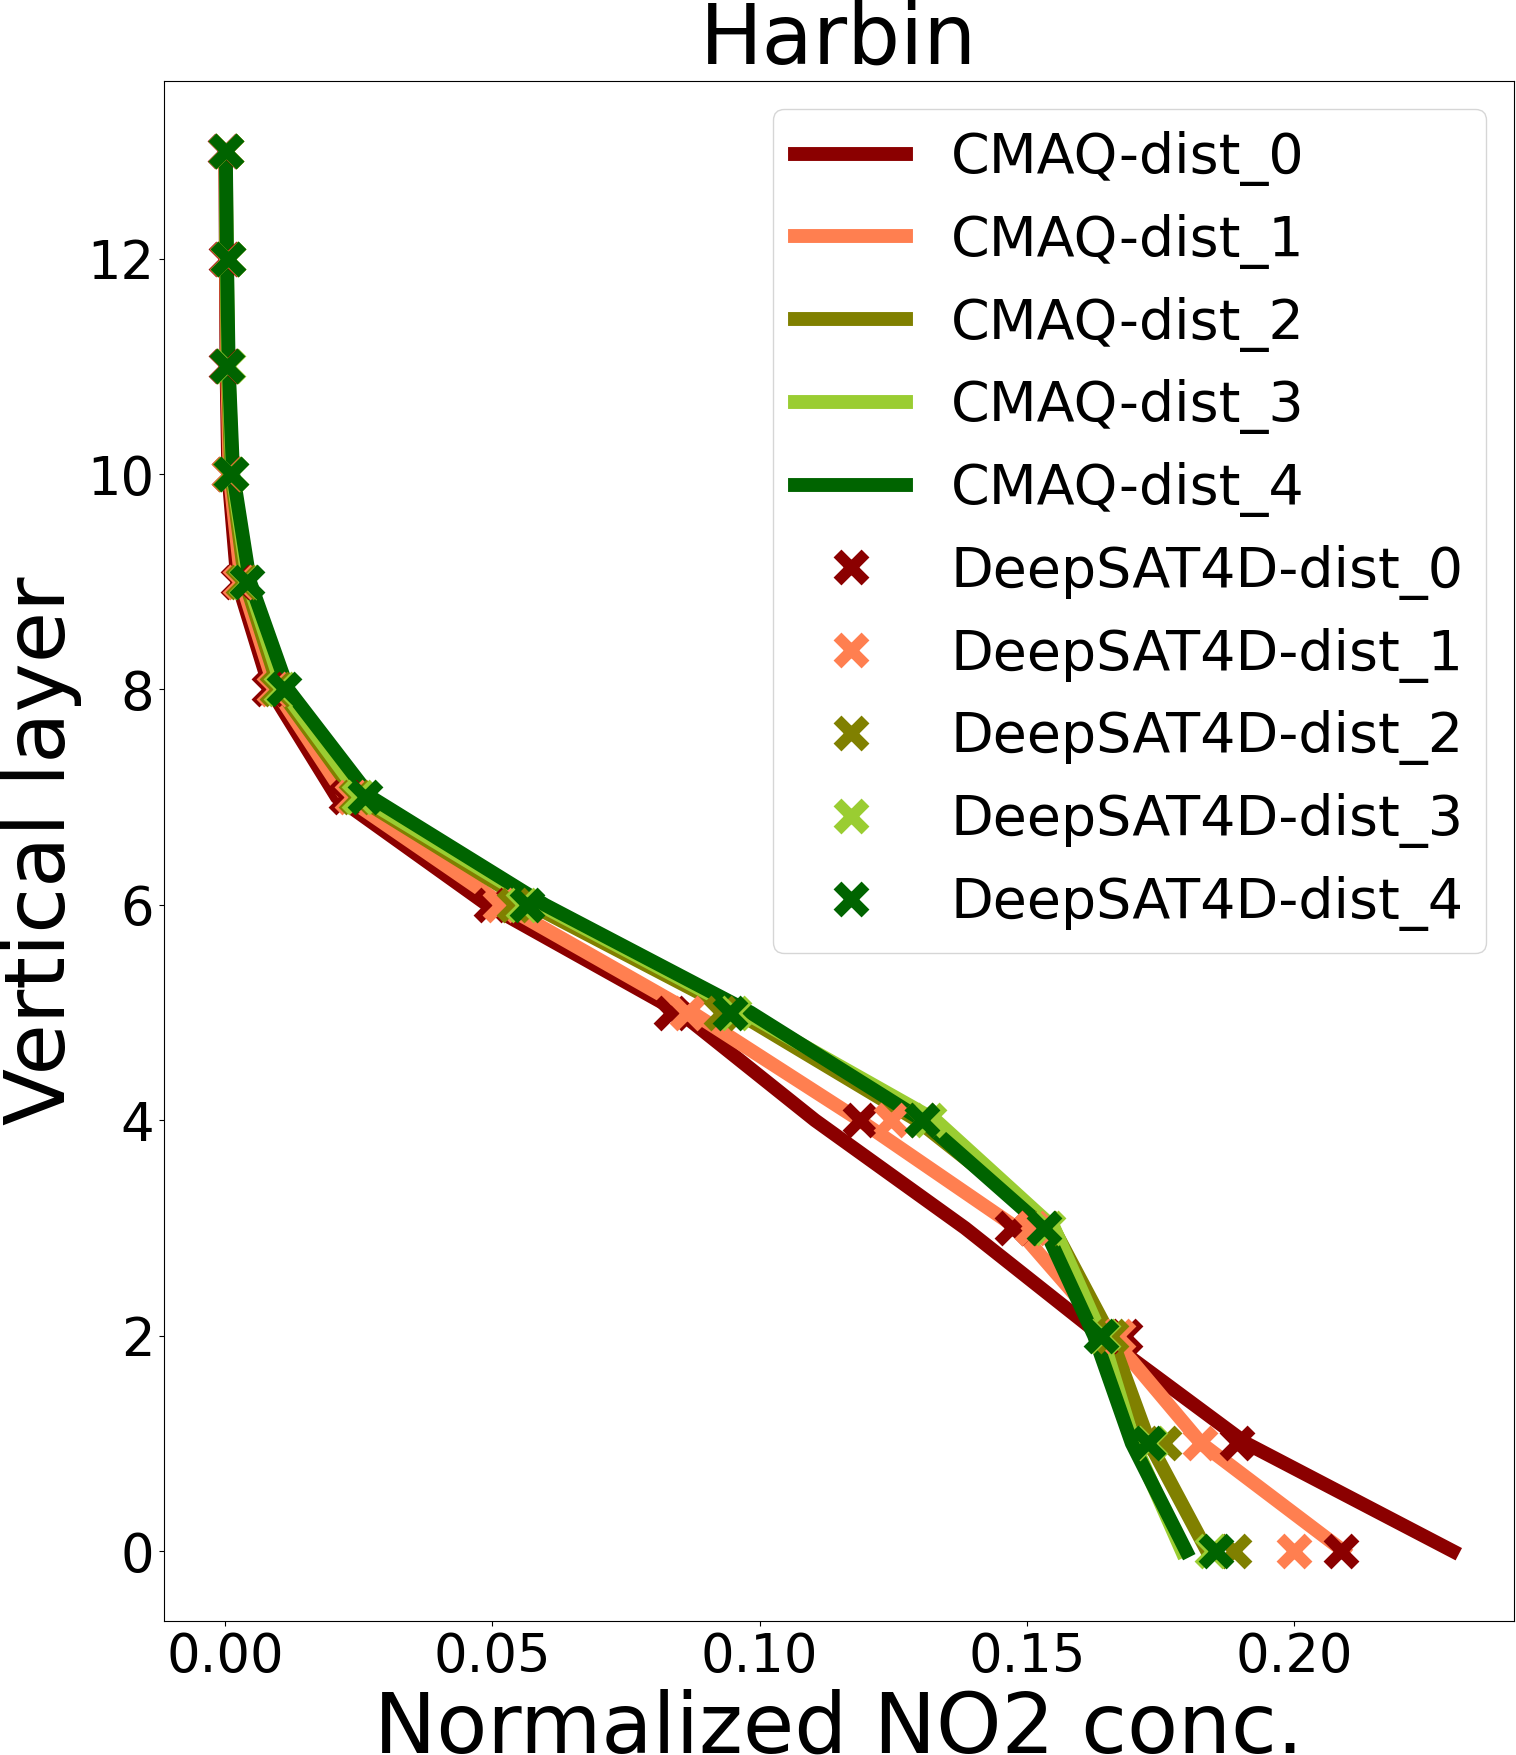 Harbin
CMAQ-dist_0
CMAQ-dist_1
CMAQ-dist_2
CMAQ-dist_3
CMAQ-dist_4
DeepSAT4D-dist_0
DeepSAT4D-dist_1
DeepSAT4D-dist_2
DeepSAT4D-dist_3
DeepSAT4D-dist_4
Vertical layer
12
10
8
6
4
2
0
0.00 0.05 0.10 0.15 0.20
Normalized NO2 conc.